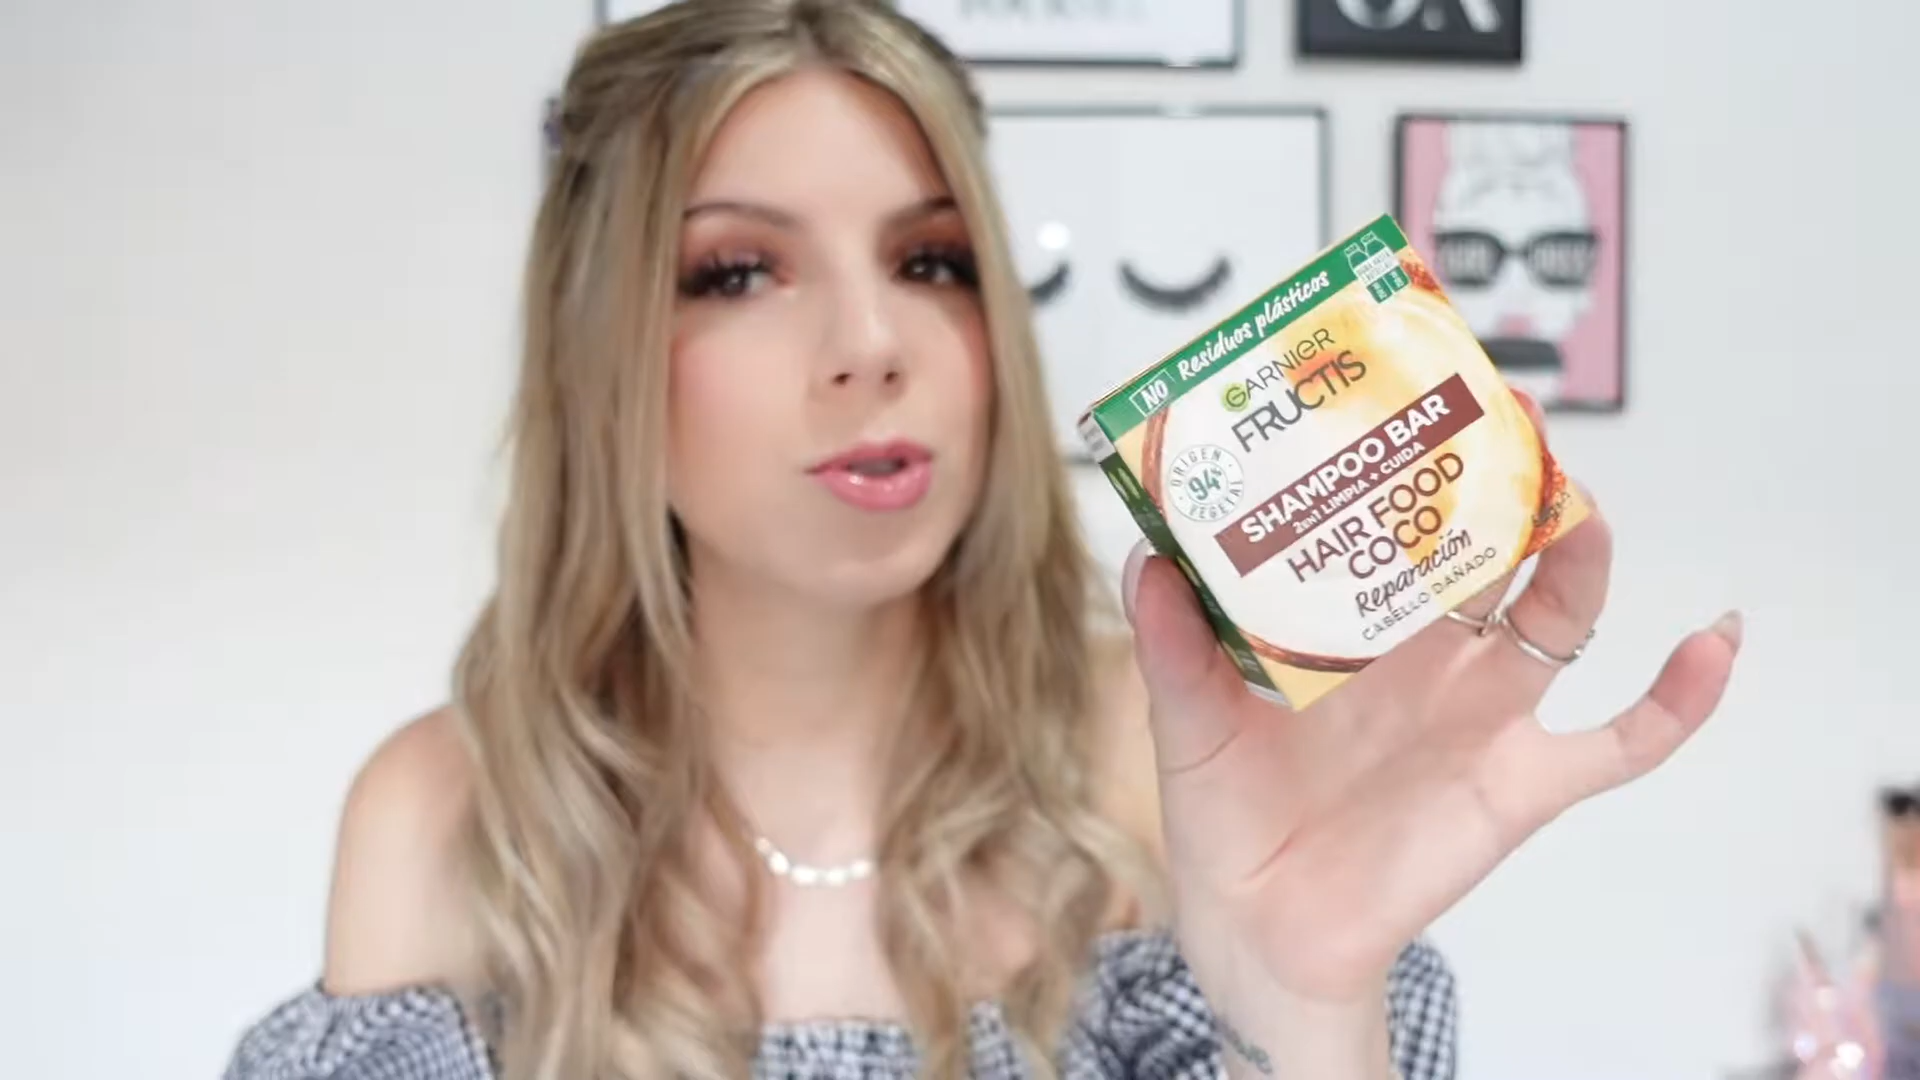 NO Residuos plásticos
GARNIER
FRUCTIS
ORIGEN
94%
VEGETAL
SHAMPOO BAR
2EN1 LIMPIA + CUIDA
HAIR FOOD
COCO
Reparación
CABELLO DAÑADO